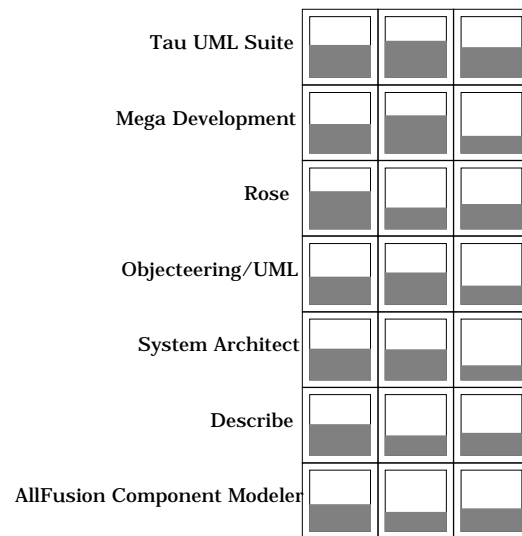 Tau UML Suite
Mega Development
Rose
Objecteering/UML
System Architect
Describe
AllFusion Component Modeler